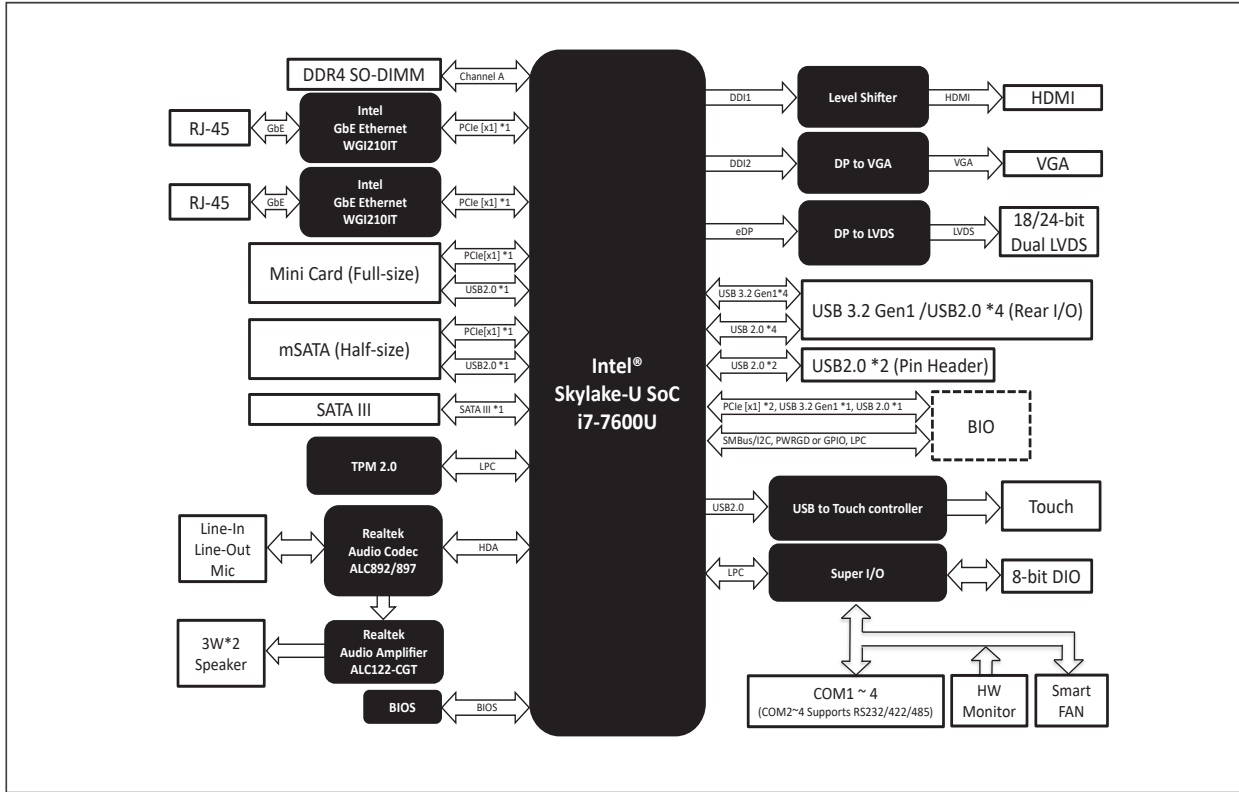 DDR4 SO-DIMM
Channel A
RJ-45
GbE
Intel
GbE Ethernet
WGI210IT
PCIe [x1] *1
RJ-45
GbE
Intel
GbE Ethernet
WGI210IT
PCIe [x1] *1
Mini Card (Full-size)
PCIe[x1] *1
USB2.0 *1
mSATA (Half-size)
PCIe[x1] *1
USB2.0 *1
SATA III
SATA III *1
TPM 2.0
LPC
Line-In
Line-Out
Mic
Realtek
Audio Codec
ALC892/897
HDA
3W*2
Speaker
Realtek
Audio Amplifier
ALC122-CGT
BIOS
BIOS
Intel®
Skylake-U SoC
i7-7600U
DDI1
Level Shifter
HDMI
HDMI
DDI2
DP to VGA
VGA
VGA
eDP
DP to LVDS
LVDS
18/24-bit
Dual LVDS
USB 3.2 Gen1*4
USB 2.0 *4
USB 3.2 Gen1 /USB2.0 *4 (Rear I/O)
USB 2.0 *2
USB2.0 *2 (Pin Header)
PCIe [x1] *2, USB 3.2 Gen1 *1, USB 2.0 *1
SMBus/I2C, PWRGD or GPIO, LPC
BIO
USB2.0
USB to Touch controller
Touch
LPC
Super I/O
8-bit DIO
COM1 ~ 4
(COM2~4 Supports RS232/422/485)
HW
Monitor
Smart
FAN